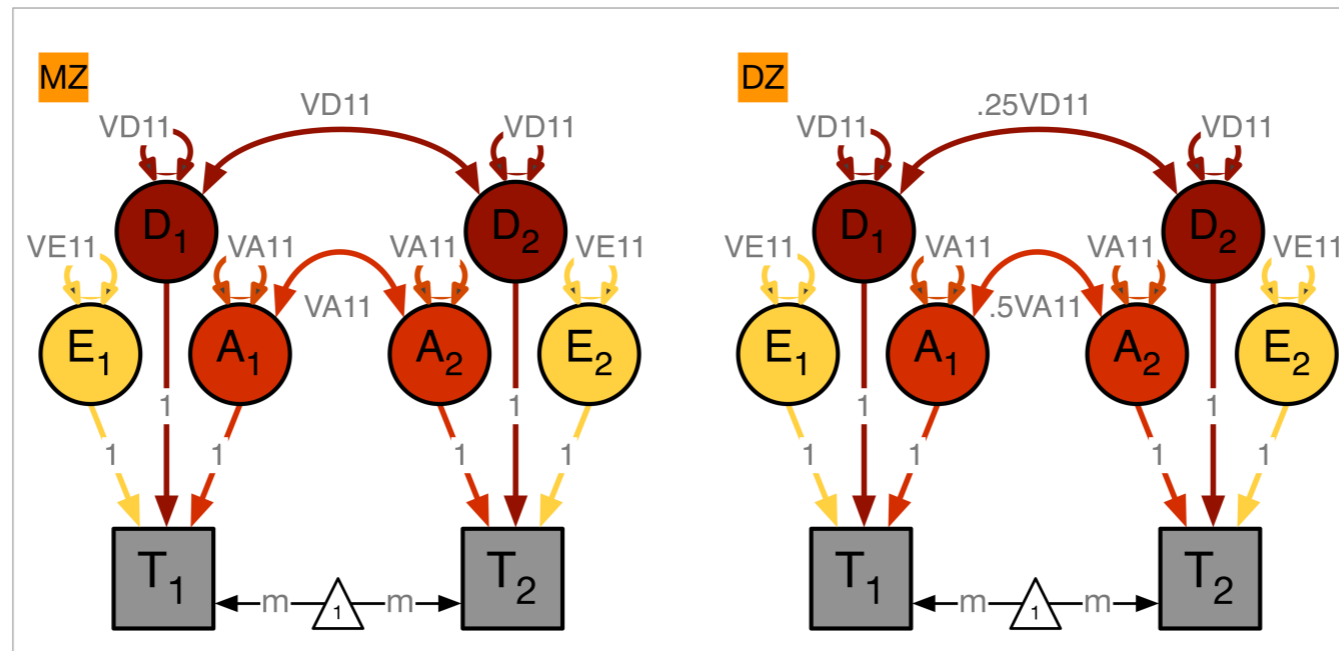 MZ
DZ
VD11
.25VD11
VD11
VD11
VD11
VD11
D₁
D₂
D₁
D₂
VE11
VA11
VA11
VE11
VE11
VA11
VA11
VE11
VA11
.5VA11
E₁
A₁
A₂
E₂
E₁
A₁
A₂
E₂
1
1
1
1
1
1
1
1
1
1
1
1
T₁
T₂
T₁
T₂
m
1
m
m
1
m